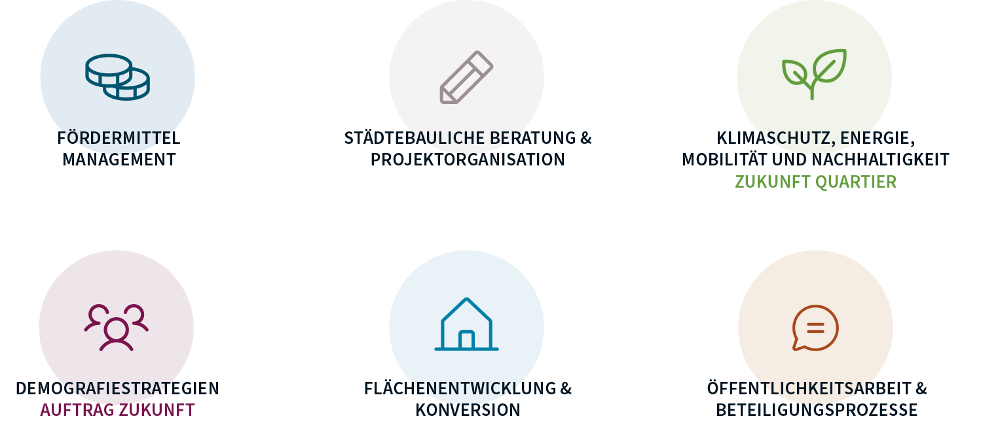 FÖRDERMITTEL
MANAGEMENT
STÄDTEBAULICHE BERATUNG &
PROJEKTORGANISATION
KLIMASCHUTZ, ENERGIE,
MOBILITÄT UND NACHHALTIGKEIT
ZUKUNFT QUARTIER
DEMOGRAFIESTRATEGIEN
AUFTRAG ZUKUNFT
FLÄCHENENTWICKLUNG &
KONVERSION
ÖFFENTLICHKEITSARBEIT &
BETEILIGUNGSPROZESSE